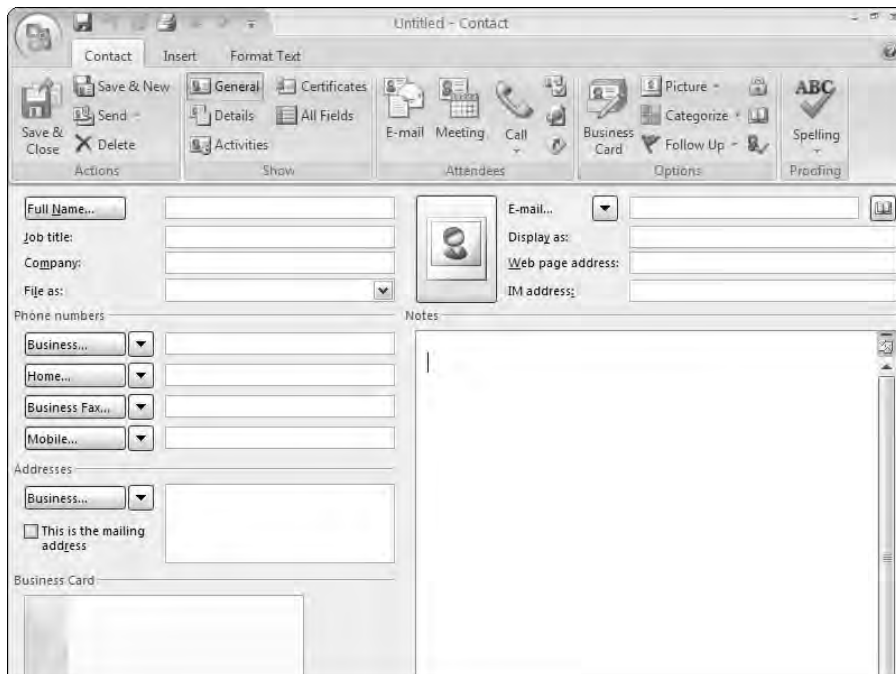 Untitled - Contact
Contact Insert Format Text
Save & Close
Save & New
Send
Delete
Actions
General
Details
Activities
Certificates
All Fields
Show
E-mail
Meeting
Call
Attendees
Business Card
Picture
Categorize
Follow Up
Options
ABC
Spelling
Proofing
Full Name...
Job title:
Company:
File as:
E-mail...
Display as:
Web page address:
IM address:
Phone numbers
Business...
Home...
Business Fax...
Mobile...
Addresses
Business...
This is the mailing
address
Business Card
Notes